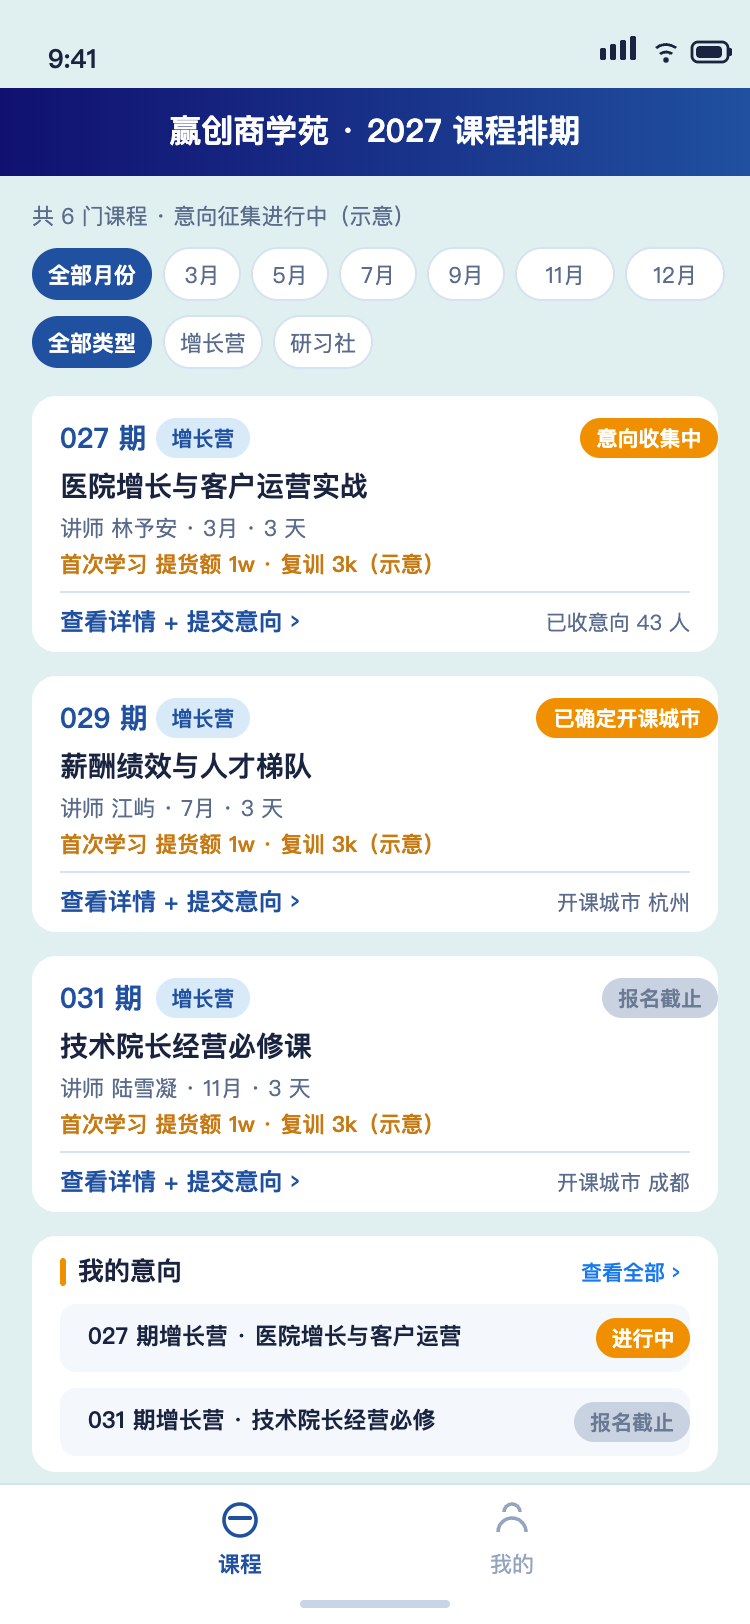 9:41
赢创商学苑 · 2027 课程排期
共 6 门课程 · 意向征集进行中（示意）
全部月份 3月 5月 7月 9月 11月 12月
全部类型 增长营 研习社
027 期 增长营 意向收集中
医院增长与客户运营实战
讲师 林予安 · 3月 · 3 天
首次学习 提货额 1w · 复训 3k（示意）
查看详情 + 提交意向 › 已收意向 43 人
029 期 增长营 已确定开课城市
薪酬绩效与人才梯队
讲师 江屿 · 7月 · 3 天
首次学习 提货额 1w · 复训 3k（示意）
查看详情 + 提交意向 › 开课城市 杭州
031 期 增长营 报名截止
技术院长经营必修课
讲师 陆雪凝 · 11月 · 3 天
首次学习 提货额 1w · 复训 3k（示意）
查看详情 + 提交意向 › 开课城市 成都
我的意向 查看全部 ›
027 期增长营 · 医院增长与客户运营 进行中
031 期增长营 · 技术院长经营必修 报名截止
课程 我的